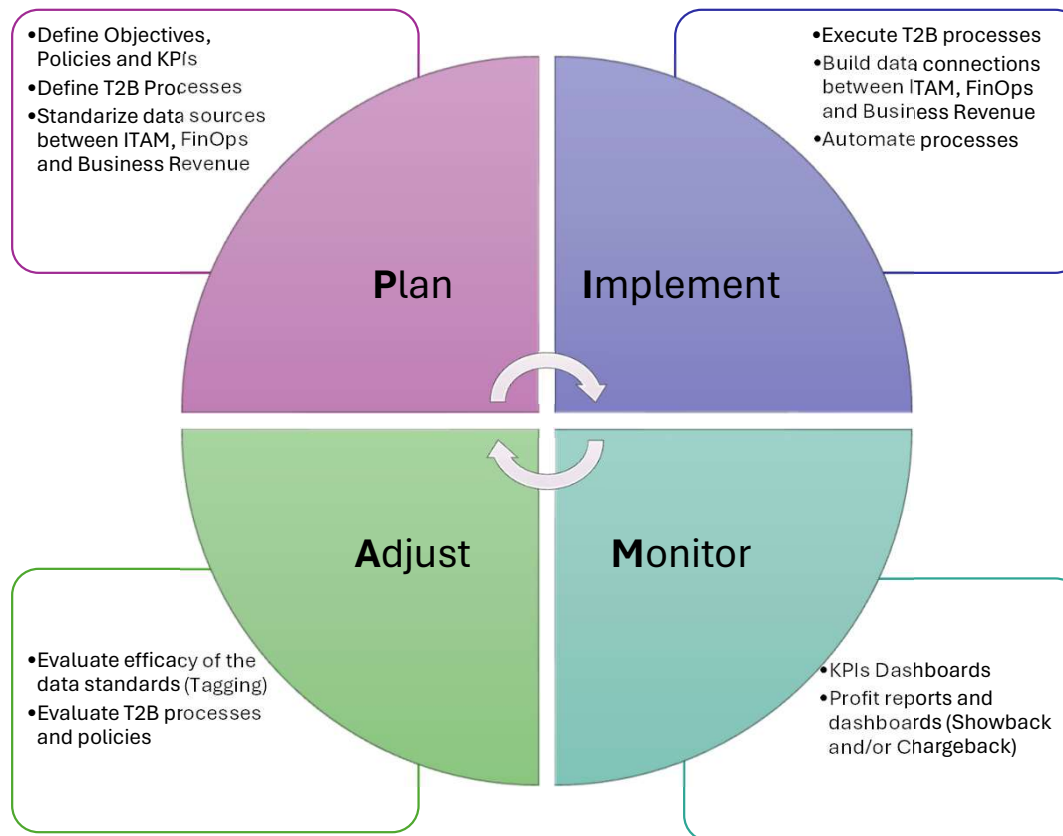 •Define Objectives,
Policies and KPIs
•Define T2B Processes
•Standarize data sources
between ITAM, FinOps
and Business Revenue
•Execute T2B processes
•Build data connections
between ITAM, FinOps
and Business Revenue
•Automate processes
Plan
Implement
Adjust
Monitor
•Evaluate efficacy of the
data standards (Tagging)
•Evaluate T2B processes
and policies
•KPIs Dashboards
•Profit reports and
dashboards (Showback
and/or Chargeback)